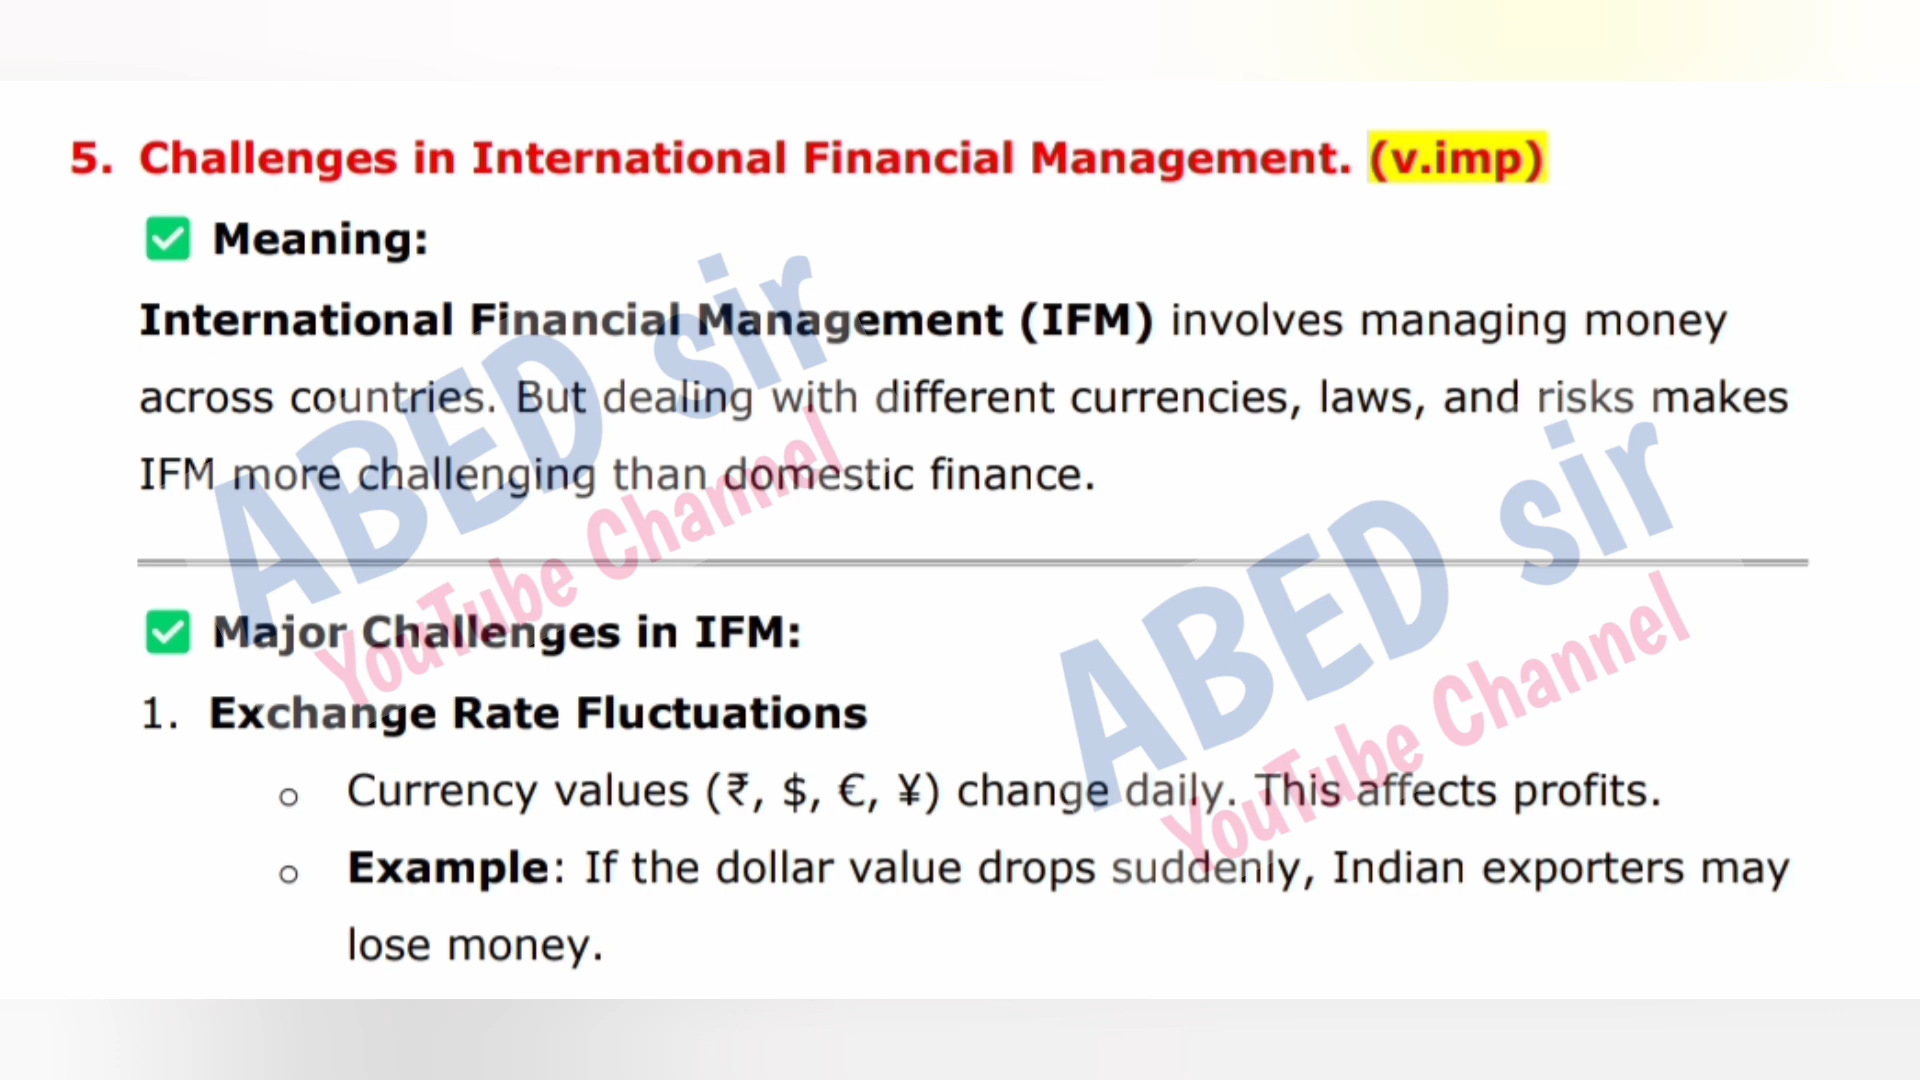 5. Challenges in International Financial Management. (v.imp)
✅ Meaning:
International Financial Management (IFM) involves managing money
across countries. But dealing with different currencies, laws, and risks makes
IFM more challenging than domestic finance.
✅ Major Challenges in IFM:
1. Exchange Rate Fluctuations
o Currency values (₹, $, €, ¥) change daily. This affects profits.
o Example: If the dollar value drops suddenly, Indian exporters may
lose money.
ABED sir
YouTube Channel
ABED sir
YouTube Channel